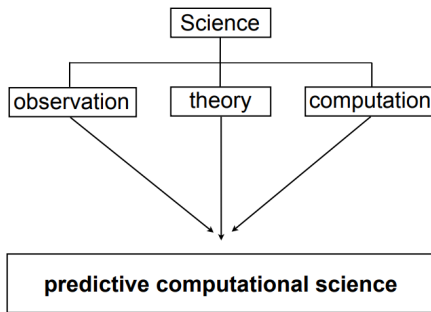 Science
observation
theory
computation
predictive computational science